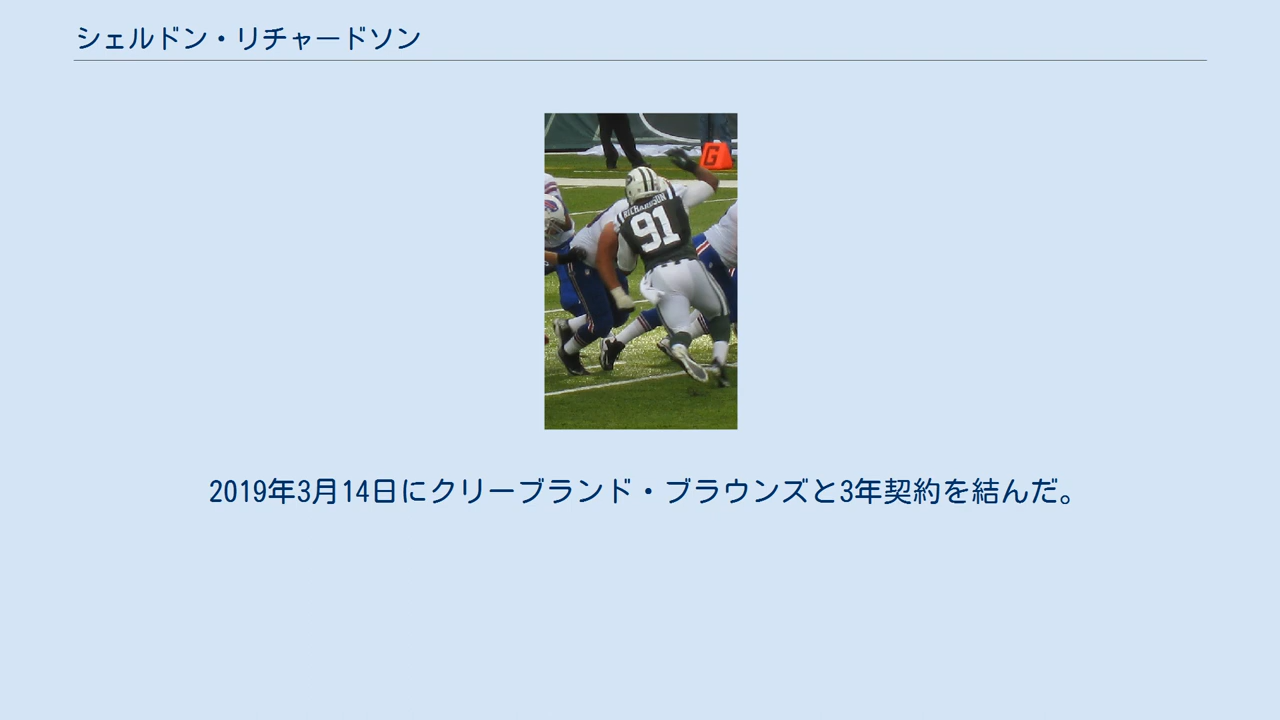 シェルドン・リチャードソン
G
RICHARDSON
91
2019年3月14日にクリーブランド・ブラウンズと3年契約を結んだ。